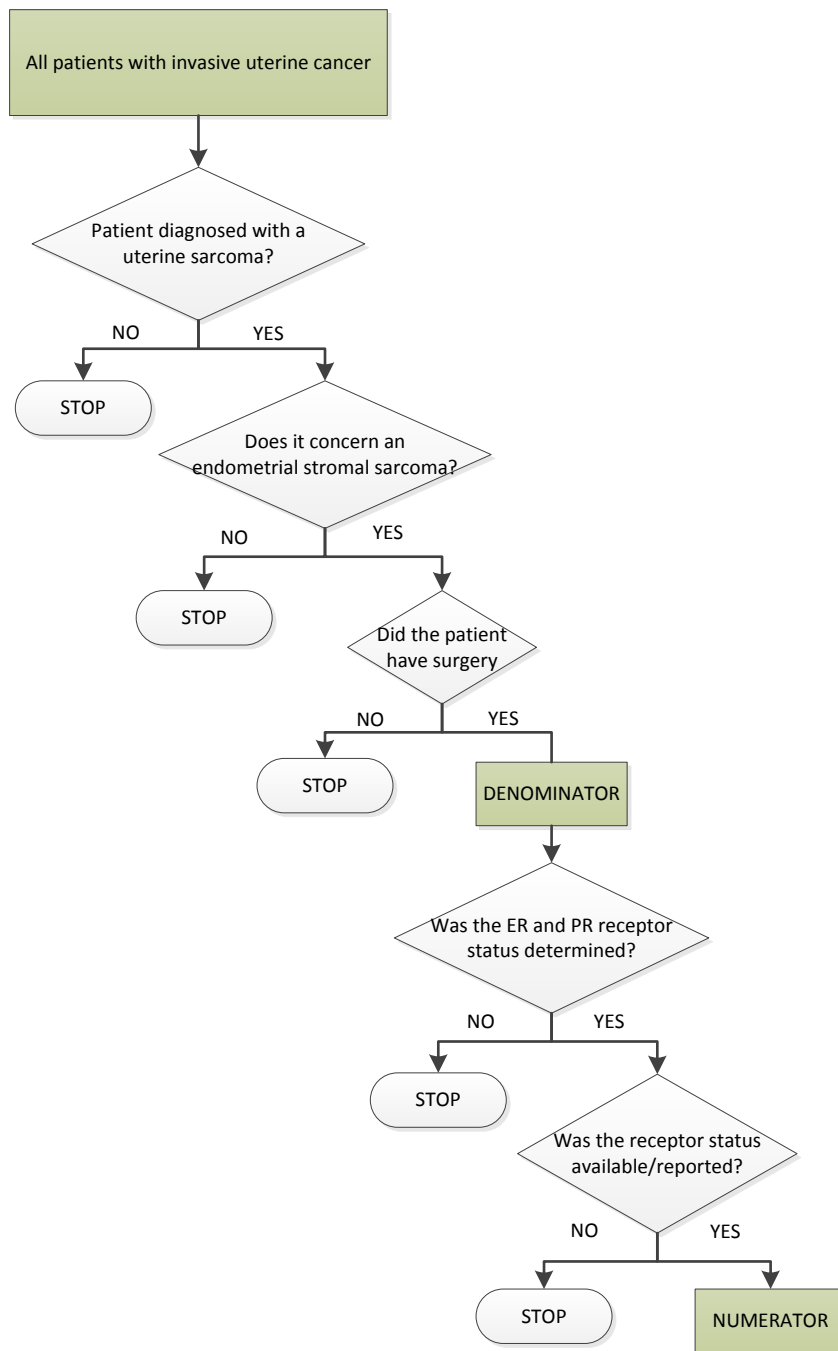 All patients with invasive uterine cancer
Patient diagnosed with a
uterine sarcoma?
NO
YES
STOP
Does it concern an
endometrial stromal sarcoma?
NO
YES
STOP
Did the patient
have surgery
NO
YES
STOP
DENOMINATOR
Was the ER and PR receptor
status determined?
NO
YES
STOP
Was the receptor status
available/reported?
NO
YES
STOP
NUMERATOR